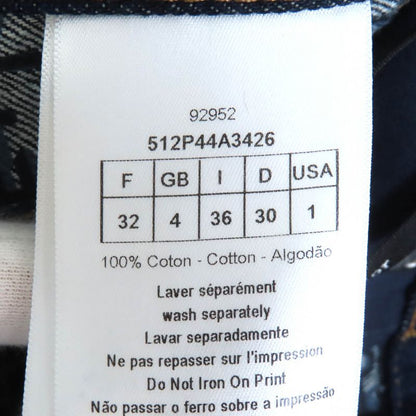 92952
512P44A3426
F GB I D USA
32 4 36 30 1
100% Coton - Cotton - Algodão
Laver séparément
wash separately
Lavar separadamente
Ne pas repasser sur l'impression
Do Not Iron On Print
Não passar o ferro sobre a impressão